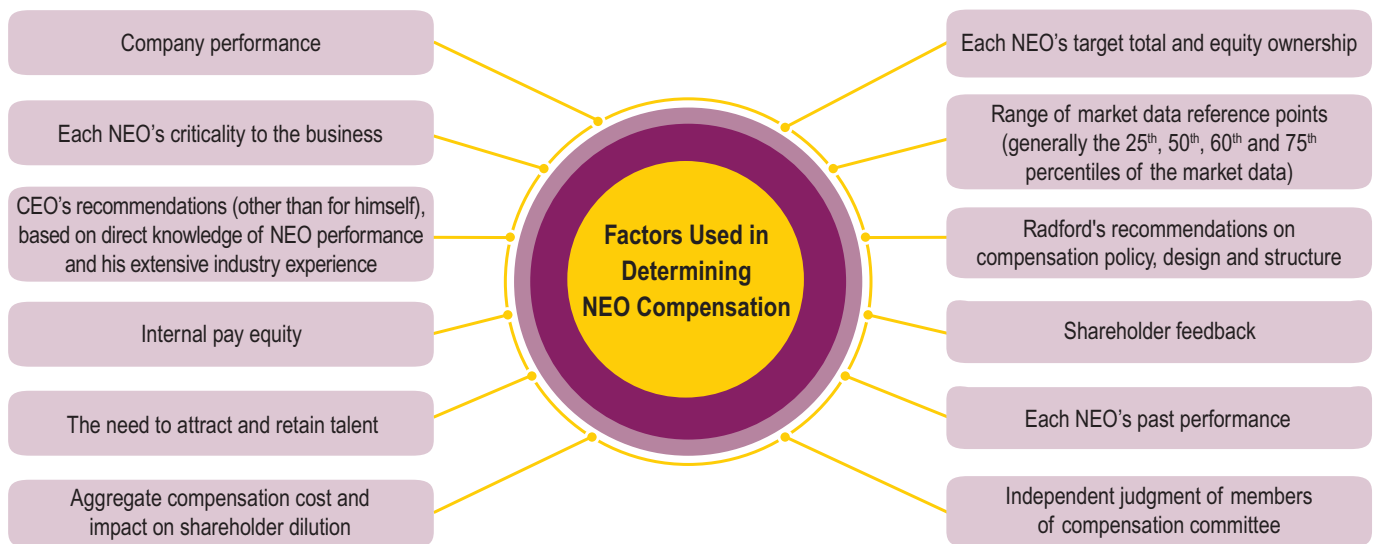 Company performance
Each NEO’s criticality to the business
CEO’s recommendations (other than for himself),
based on direct knowledge of NEO performance
and his extensive industry experience
Internal pay equity
The need to attract and retain talent
Aggregate compensation cost and
impact on shareholder dilution
Factors Used in
Determining
NEO Compensation
Each NEO’s target total and equity ownership
Range of market data reference points
(generally the 25th, 50th, 60th and 75th
percentiles of the market data)
Radford's recommendations on
compensation policy, design and structure
Shareholder feedback
Each NEO’s past performance
Independent judgment of members
of compensation committee